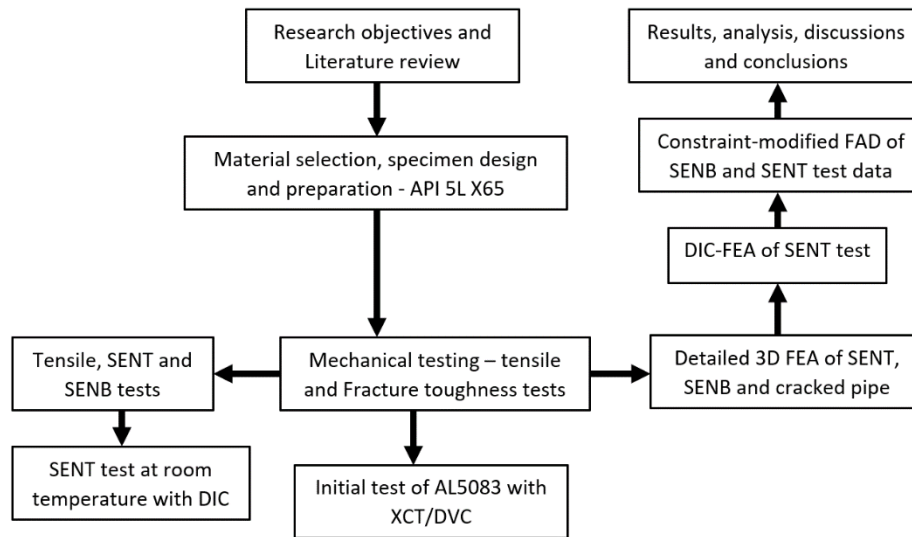 Research objectives and
Literature review
Material selection, specimen design
and preparation - API 5L X65
Mechanical testing – tensile
and Fracture toughness tests
Tensile, SENT and
SENB tests
SENT test at room
temperature with DIC
Initial test of AL5083 with
XCT/DVC
Detailed 3D FEA of SENT,
SENB and cracked pipe
DIC-FEA of SENT test
Constraint-modified FAD of
SENB and SENT test data
Results, analysis, discussions
and conclusions